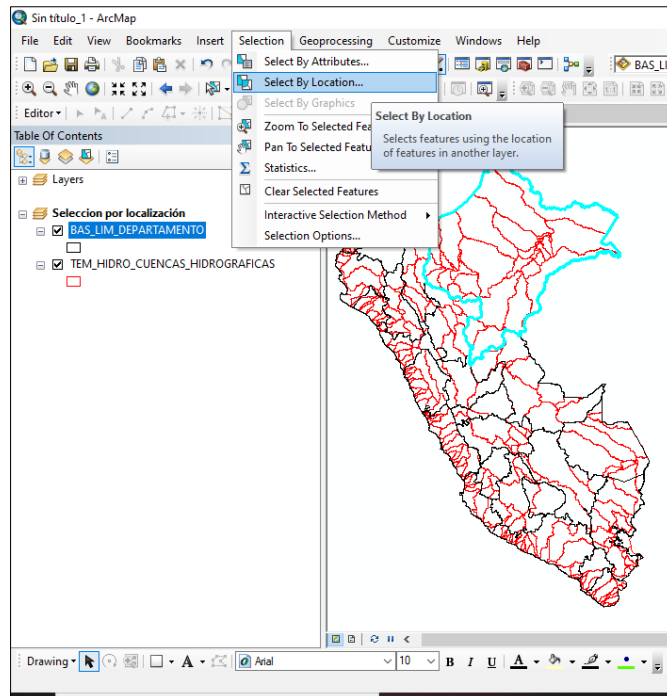 Sin título_1 - ArcMap
File Edit View Bookmarks Insert Selection Geoprocessing Customize Windows Help
BAS_LI
Editor
Table Of Contents
Layers
Seleccion por localización
BAS_LIM_DEPARTAMENTO
TEM_HIDRO_CUENCAS_HIDROGRAFICAS
Select By Attributes...
Select By Location...
Select By Graphics
Zoom To Selected Fea
Pan To Selected Featu
Statistics...
Clear Selected Features
Interactive Selection Method
Selection Options...
Select By Location
Selects features using the location
of features in another layer.
Drawing A Arial 10 B I U A